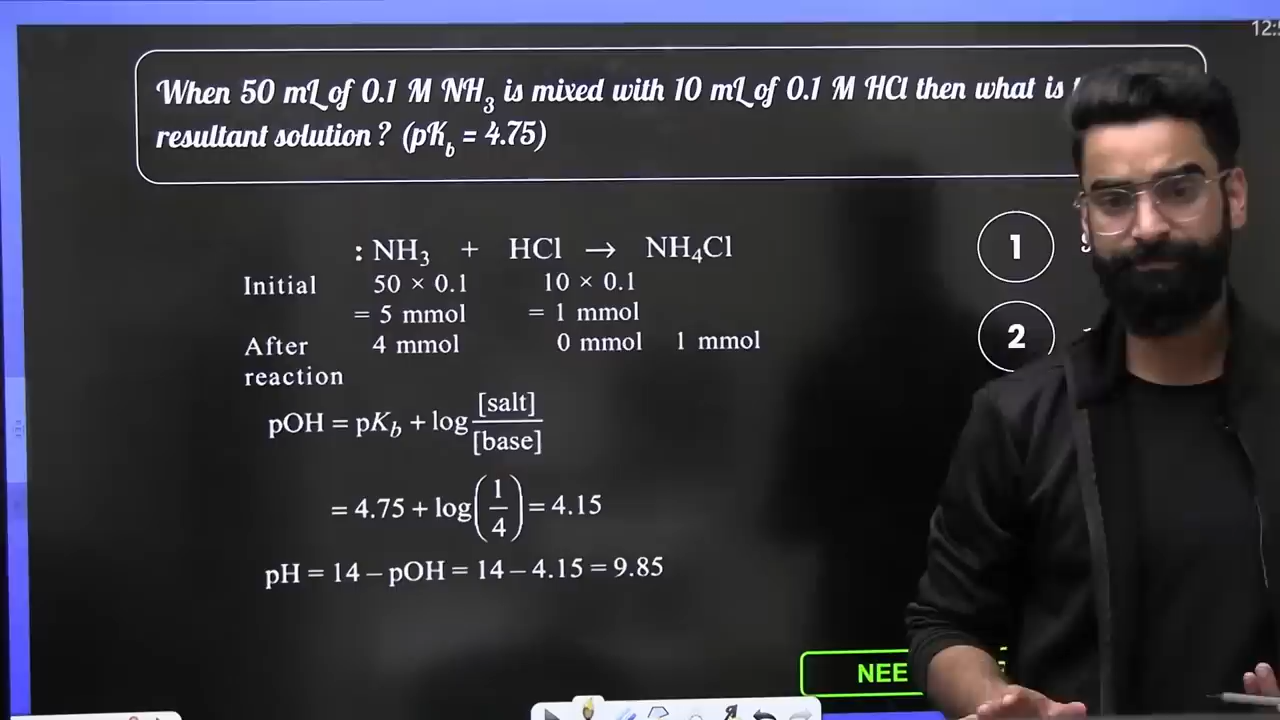 12:5
When 50 mL of 0.1 M NH₃ is mixed with 10 mL of 0.1 M HCl then what is
resultant solution ? (pK_b = 4.75)
: NH₃ + HCl → NH₄Cl
Initial 50 × 0.1 10 × 0.1
= 5 mmol = 1 mmol
After 4 mmol 0 mmol 1 mmol
reaction
pOH = pK_b + log [salt]/[base]
= 4.75 + log(1/4) = 4.15
pH = 14 – pOH = 14 – 4.15 = 9.85
1
2
NEE